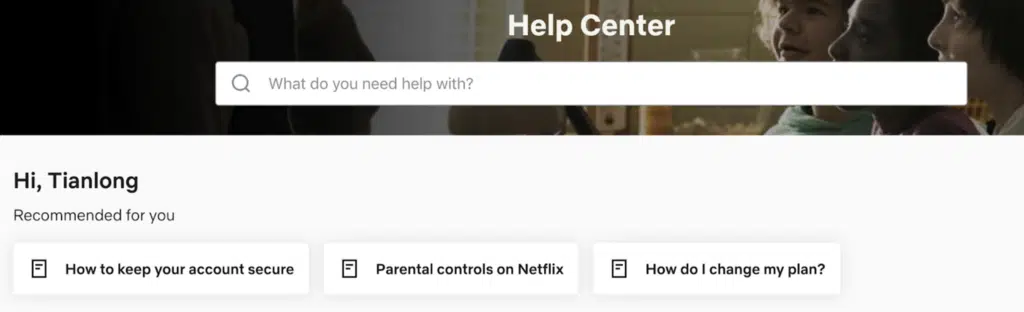 Help Center
What do you need help with?
Hi, Tianlong
Recommended for you
How to keep your account secure
Parental controls on Netflix
How do I change my plan?